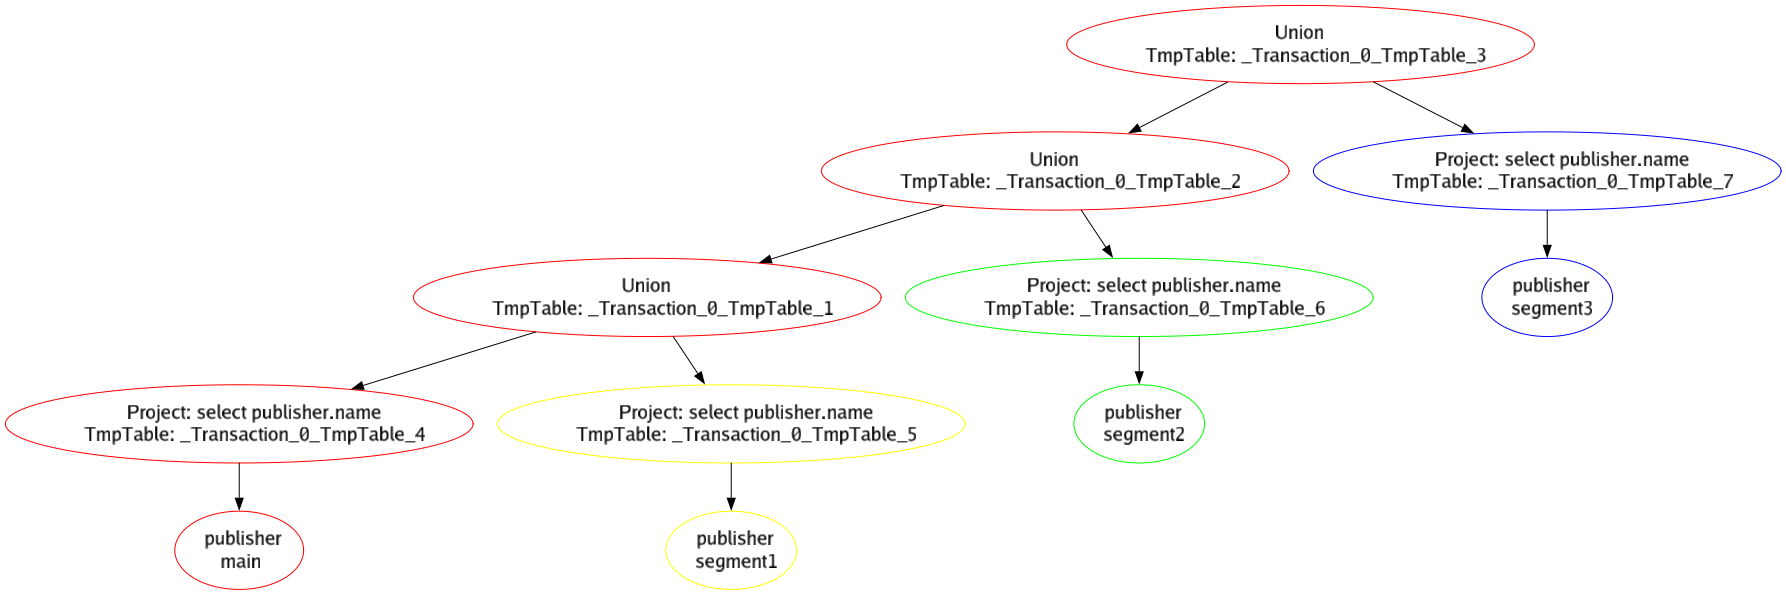 Union
TmpTable: _Transaction_0_TmpTable_3
Union
TmpTable: _Transaction_0_TmpTable_2
Project: select publisher.name
TmpTable: _Transaction_0_TmpTable_7
Union
TmpTable: _Transaction_0_TmpTable_1
Project: select publisher.name
TmpTable: _Transaction_0_TmpTable_6
publisher
segment3
Project: select publisher.name
TmpTable: _Transaction_0_TmpTable_4
Project: select publisher.name
TmpTable: _Transaction_0_TmpTable_5
publisher
segment2
publisher
main
publisher
segment1